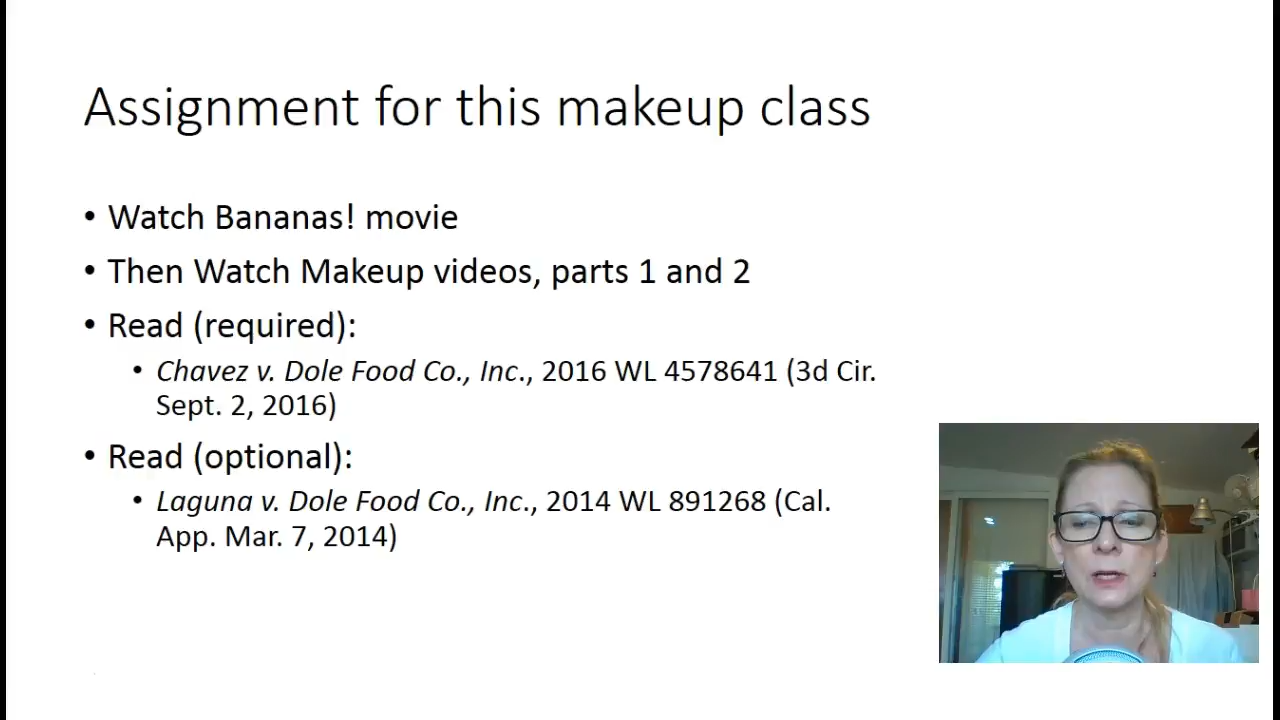 Assignment for this makeup class
• Watch Bananas! movie
• Then Watch Makeup videos, parts 1 and 2
• Read (required):
• Chavez v. Dole Food Co., Inc., 2016 WL 4578641 (3d Cir.
Sept. 2, 2016)
• Read (optional):
• Laguna v. Dole Food Co., Inc., 2014 WL 891268 (Cal.
App. Mar. 7, 2014)